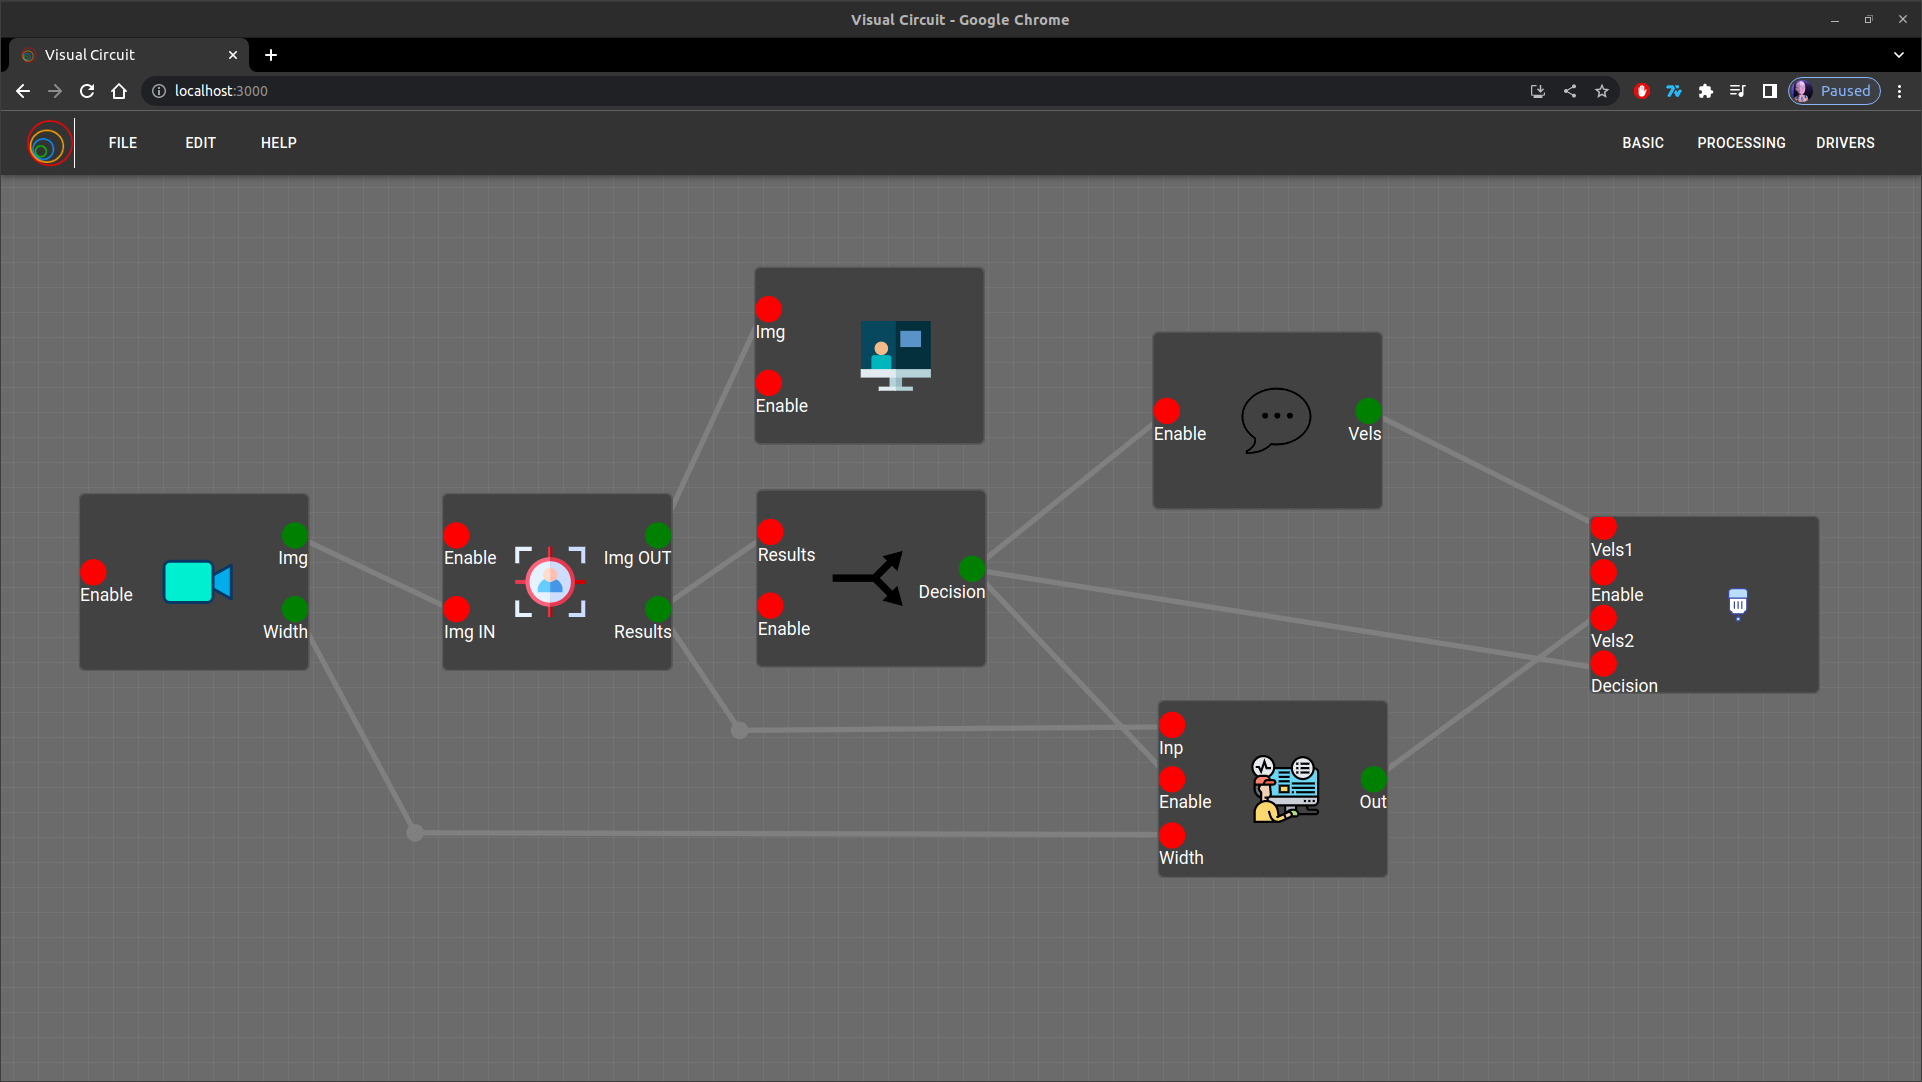 Visual Circuit - Google Chrome
Visual Circuit
localhost:3000
Paused
FILE EDIT HELP
BASIC PROCESSING DRIVERS
Img
Enable
Enable
Vels
Enable
Img
Width
Enable
Img IN
Img OUT
Results
Results
Enable
Decision
Vels1
Enable
Vels2
Decision
Inp
Enable
Width
Out